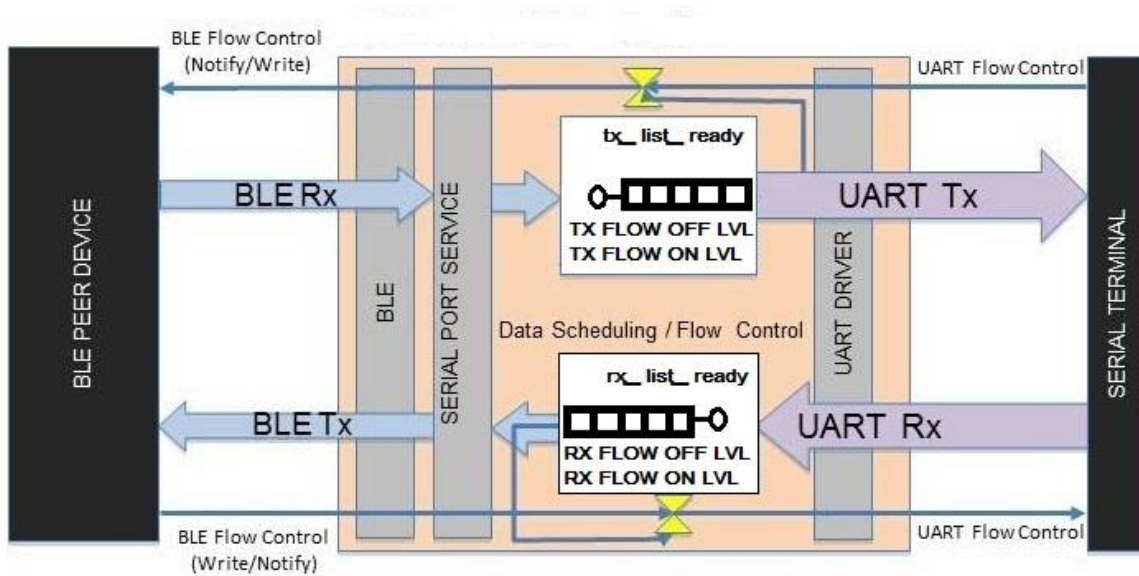 BLE Flow Control
(Notify/Write)
UART Flow Control
BLE PEER DEVICE
BLE
SERIAL PORT SERVICE
UART DRIVER
SERIAL TERMINAL
tx_ list_ ready
BLE Rx
UART Tx
TX FLOW OFF LVL
TX FLOW ON LVL
Data Scheduling / Flow Control
rx_ list_ ready
BLE Tx
UART Rx
RX FLOW OFF LVL
RX FLOW ON LVL
BLE Flow Control
(Write/Notify)
UART Flow Control